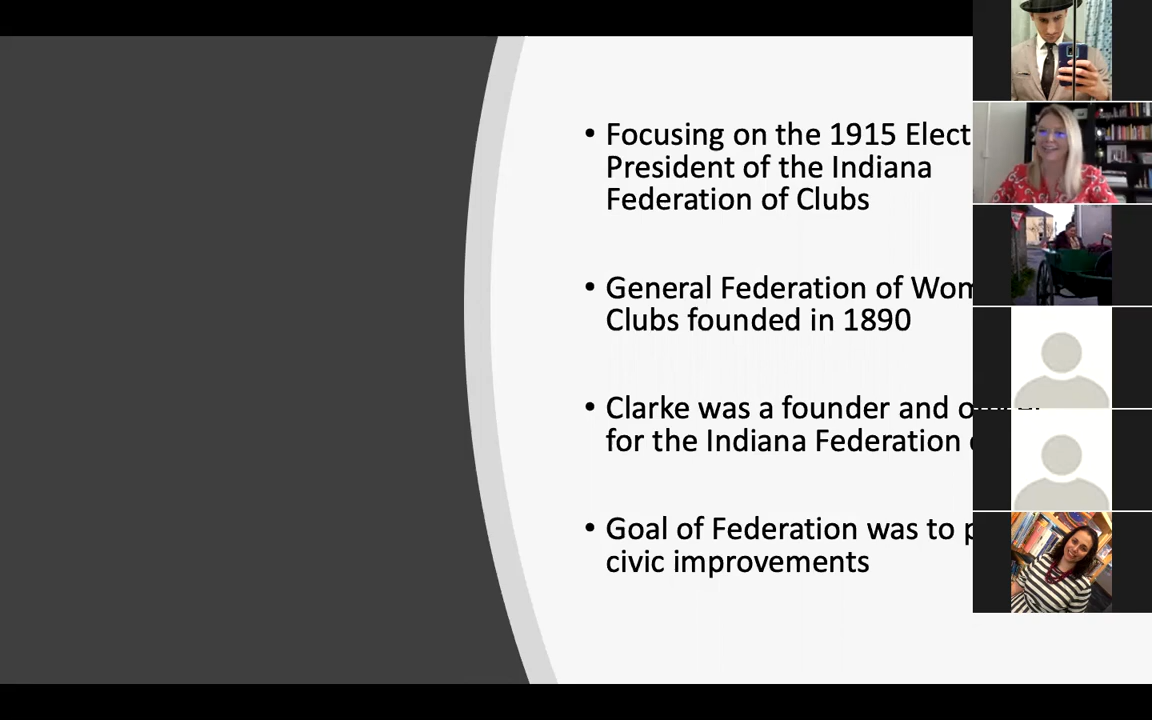 • Focusing on the 1915 Elect
President of the Indiana
Federation of Clubs
• General Federation of Wom
Clubs founded in 1890
• Clarke was a founder and
for the Indiana Federation
• Goal of Federation was to p
civic improvements